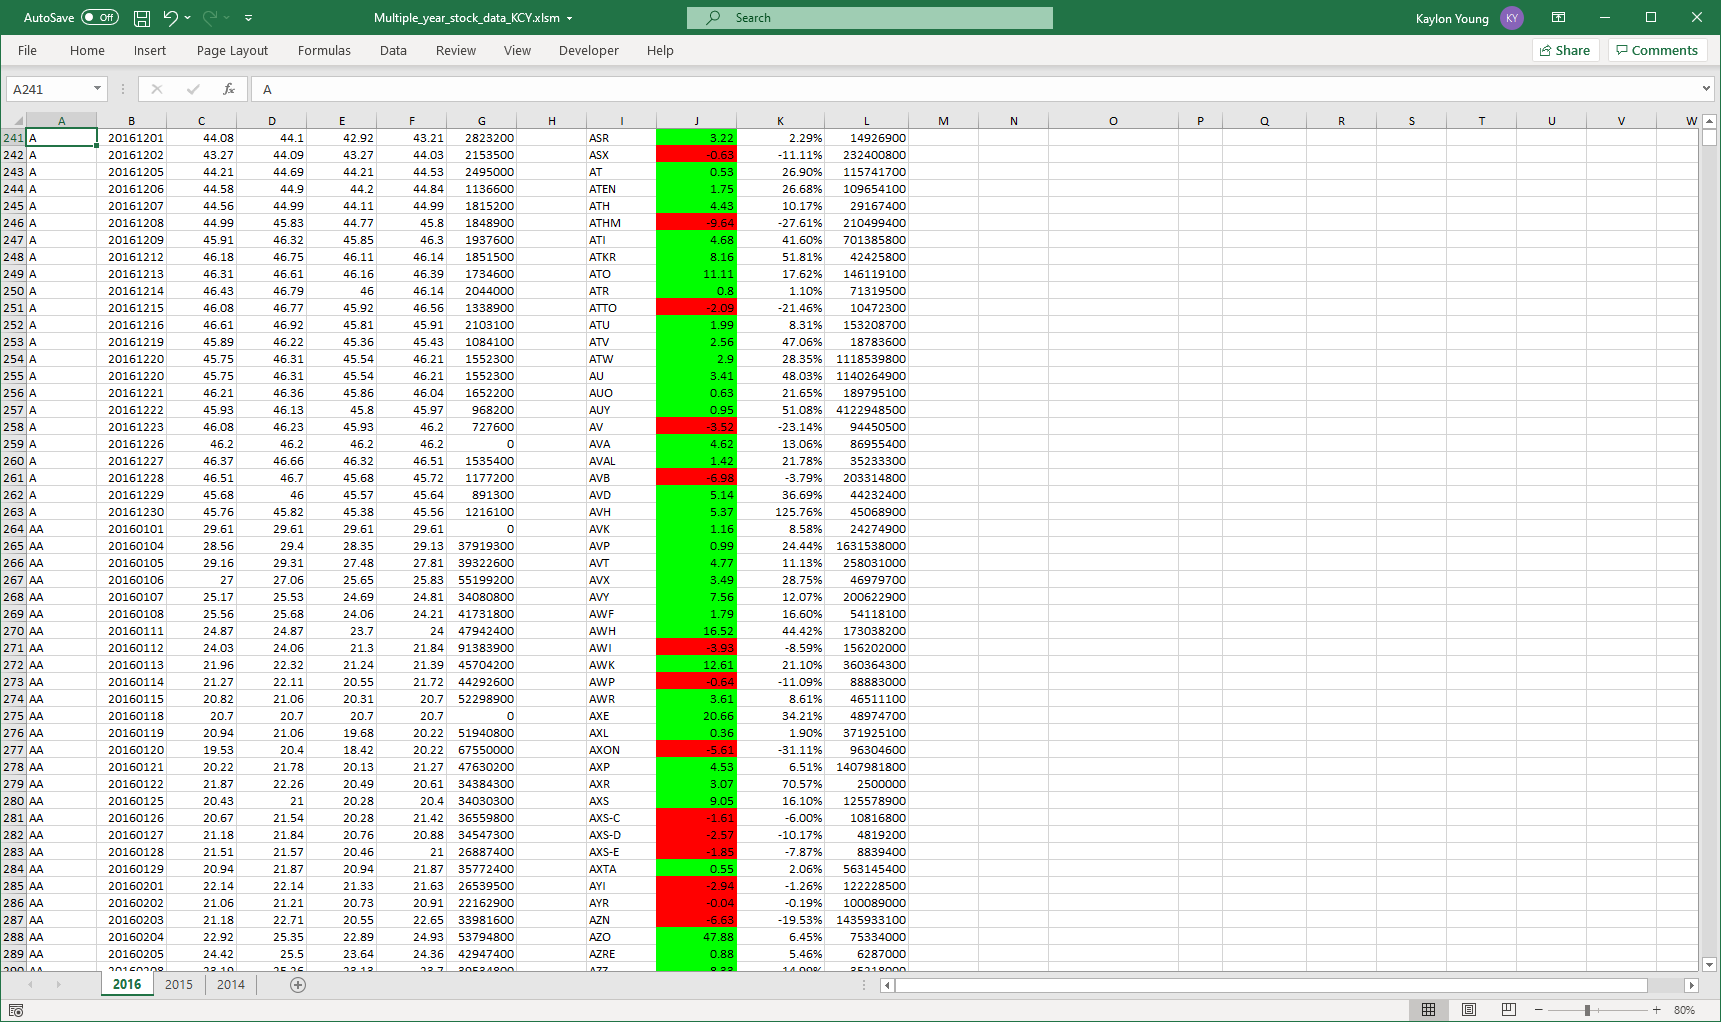 AutoSave Off Multiple_year_stock_data_KCY.xlsm Search Kaylon Young KY
File Home Insert Page Layout Formulas Data Review View Developer Help Share Comments
A241 fx A
A B C D E F G H I J K L M N O P Q R S T U V W
241 A 20161201 44.08 44.1 42.92 43.21 2823200 ASR 3.22 2.29% 14926900
242 A 20161202 43.27 44.09 43.27 44.03 2153500 ASX -0.63 -11.11% 232400800
243 A 20161205 44.21 44.69 44.21 44.53 2495000 AT 0.53 26.90% 115741700
244 A 20161206 44.58 44.9 44.2 44.84 1136600 ATEN 1.75 26.68% 109654100
245 A 20161207 44.56 44.99 44.11 44.99 1815200 ATH 4.43 10.17% 29167400
246 A 20161208 44.99 45.83 44.77 45.8 1848900 ATHM -9.64 -27.61% 210499400
247 A 20161209 45.91 46.32 45.85 46.3 1937600 ATI 4.68 41.60% 701385800
248 A 20161212 46.18 46.75 46.11 46.14 1851500 ATKR 8.16 51.81% 42425800
249 A 20161213 46.31 46.61 46.16 46.39 1734600 ATO 11.11 17.62% 146119100
250 A 20161214 46.43 46.79 46 46.14 2044000 ATR 0.8 1.10% 71319500
251 A 20161215 46.08 46.77 45.92 46.56 1338900 ATTO -2.09 -21.46% 10472300
252 A 20161216 46.61 46.92 45.81 45.91 2103100 ATU 1.99 8.31% 153208700
253 A 20161219 45.89 46.22 45.36 45.43 1084100 ATV 2.56 47.06% 18783600
254 A 20161220 45.75 46.31 45.54 46.21 1552300 ATW 2.9 28.35% 1118539800
255 A 20161220 45.75 46.31 45.54 46.21 1552300 AU 3.41 48.03% 1140264900
256 A 20161221 46.21 46.36 45.86 46.04 1652200 AUO 0.63 21.65% 189795100
257 A 20161222 45.93 46.13 45.8 45.97 968200 AUY 0.95 51.08% 4122948500
258 A 20161223 46.08 46.23 45.93 46.2 727600 AV -3.52 -23.14% 94450500
259 A 20161226 46.2 46.2 46.2 46.2 0 AVA 4.62 13.06% 86955400
260 A 20161227 46.37 46.66 46.32 46.51 1535400 AVAL 1.42 21.78% 35233300
261 A 20161228 46.51 46.7 45.68 45.72 1177200 AVB -6.98 -3.79% 203314800
262 A 20161229 45.68 46 45.57 45.64 891300 AVD 5.14 36.69% 44232400
263 A 20161230 45.76 45.82 45.38 45.56 1216100 AVH 5.37 125.76% 45068900
264 AA 20160101 29.61 29.61 29.61 29.61 0 AVK 1.16 8.58% 24274900
265 AA 20160104 28.56 29.4 28.35 29.13 37919300 AVP 0.99 24.44% 1631538000
266 AA 20160105 29.16 29.31 27.48 27.81 39322600 AVT 4.77 11.13% 258031000
267 AA 20160106 27 27.06 25.65 25.83 55199200 AVX 3.49 28.75% 46979700
268 AA 20160107 25.17 25.53 24.69 24.81 34080800 AVY 7.56 12.07% 200622900
269 AA 20160108 25.56 25.68 24.06 24.21 41731800 AWF 1.79 16.60% 54118100
270 AA 20160111 24.87 24.87 23.7 24 47942400 AWH 16.52 44.42% 173038200
271 AA 20160112 24.03 24.06 21.3 21.84 91383900 AWI -3.93 -8.59% 156202000
272 AA 20160113 21.96 22.32 21.24 21.39 45704200 AWK 12.61 21.10% 360364300
273 AA 20160114 21.27 22.11 20.55 21.72 44292600 AWP -0.64 -11.09% 88883000
274 AA 20160115 20.82 21.06 20.31 20.7 52298900 AWR 3.61 8.61% 46511100
275 AA 20160118 20.7 20.7 20.7 20.7 0 AXE 20.66 34.21% 48974700
276 AA 20160119 20.94 21.06 19.68 20.22 51940800 AXL 0.36 1.90% 371925100
277 AA 20160120 19.53 20.4 18.42 20.22 67550000 AXON -5.61 -31.11% 96304600
278 AA 20160121 20.22 21.78 20.13 21.27 47630200 AXP 4.53 6.51% 1407981800
279 AA 20160122 21.87 22.26 20.49 20.61 34384300 AXR 3.07 70.57% 2500000
280 AA 20160125 20.43 21 20.28 20.4 34030300 AXS 9.05 16.10% 125578900
281 AA 20160126 20.67 21.54 20.28 21.42 36559800 AXS-C -1.61 -6.00% 10816800
282 AA 20160127 21.18 21.84 20.76 20.88 34547300 AXS-D -2.57 -10.17% 4819200
283 AA 20160128 21.51 21.57 20.46 21 26887400 AXS-E -1.85 -7.87% 8839400
284 AA 20160129 20.94 21.87 20.94 21.87 35772400 AXTA 0.55 2.06% 563145400
285 AA 20160201 22.14 22.14 21.33 21.63 26539500 AYI -2.94 -1.26% 122228500
286 AA 20160202 21.06 21.21 20.73 20.91 22162900 AYR -0.04 -0.19% 100089000
287 AA 20160203 21.18 22.71 20.55 22.65 33981600 AZN -6.63 -19.53% 1435933100
288 AA 20160204 22.92 25.35 22.89 24.93 53794800 AZO 47.88 6.45% 75334000
289 AA 20160205 24.42 25.5 23.64 24.36 42947400 AZRE 0.88 5.46% 6287000
2016 2015 2014
80%